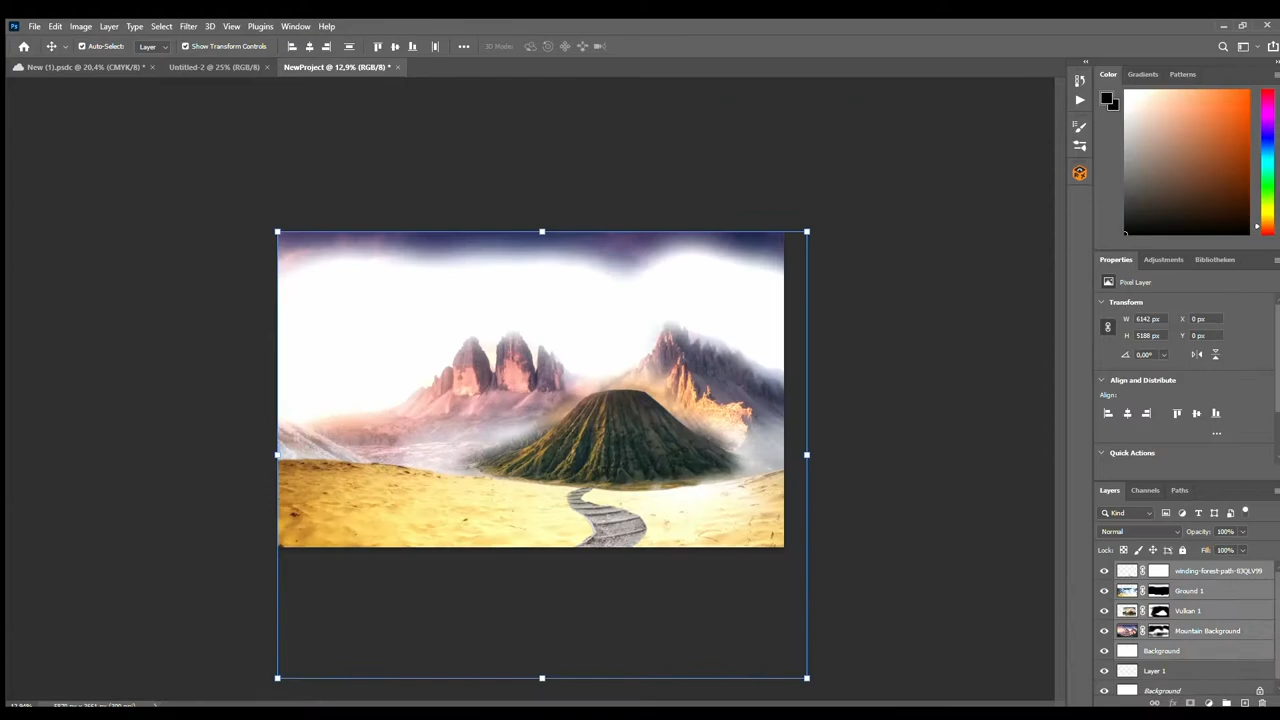 Ps File Edit Image Layer Type Select Filter 3D View Plugins Window Help
Auto-Select: Layer Show Transform Controls 3D Mode:
New (1).psdc @ 20,4% (CMYK/8) * × Untitled-2 @ 25% (RGB/8) × NewProject @ 12,9% (RGB/8) * ×
Color Gradients Patterns
Properties Adjustments Bibliotheken
Pixel Layer
Transform
W 6142 px X 0 px
H 5188 px Y 0 px
0,00°
Align and Distribute
Align:
Quick Actions
Layers Channels Paths
Kind
Normal Opacity: 100%
Lock: Fill: 100%
winding-forest-path-83QLV99
Ground 1
Vulkan 1
Mountain Background
Background
Layer 1
Background